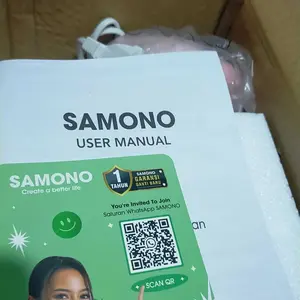 SAMONO
USER MANUAL
SAMONO
Create a better life
1
TAHUN
SAMONO
GARANSI
GANTI BARU
You're Invited To Join
Saluran WhatsApp SAMONO
SCAN QR
an